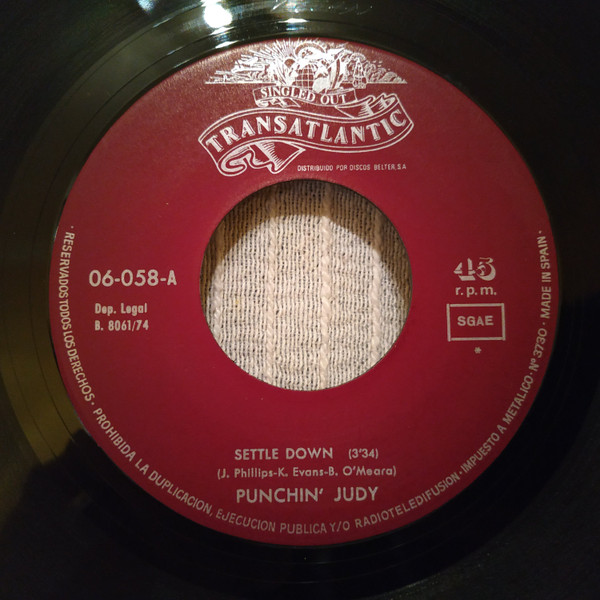 SINGLED OUT
TRANSATLANTIC
DISTRIBUIDO POR DISCOS BELTER, S.A
06-058-A
Dep. Legal
B. 8061/74
45
r.p.m.
SGAE
*
SETTLE DOWN (3'34)
(J. Phillips-K. Evans-B. O'Meara)
PUNCHIN' JUDY
· RESERVADOS TODOS LOS DERECHOS · PROHIBIDA LA DUPLICACION, EJECUCION PUBLICA Y/O RADIOTELEDIFUSION · IMPUESTO A METALICO · Nº 3730 · MADE IN SPAIN ·